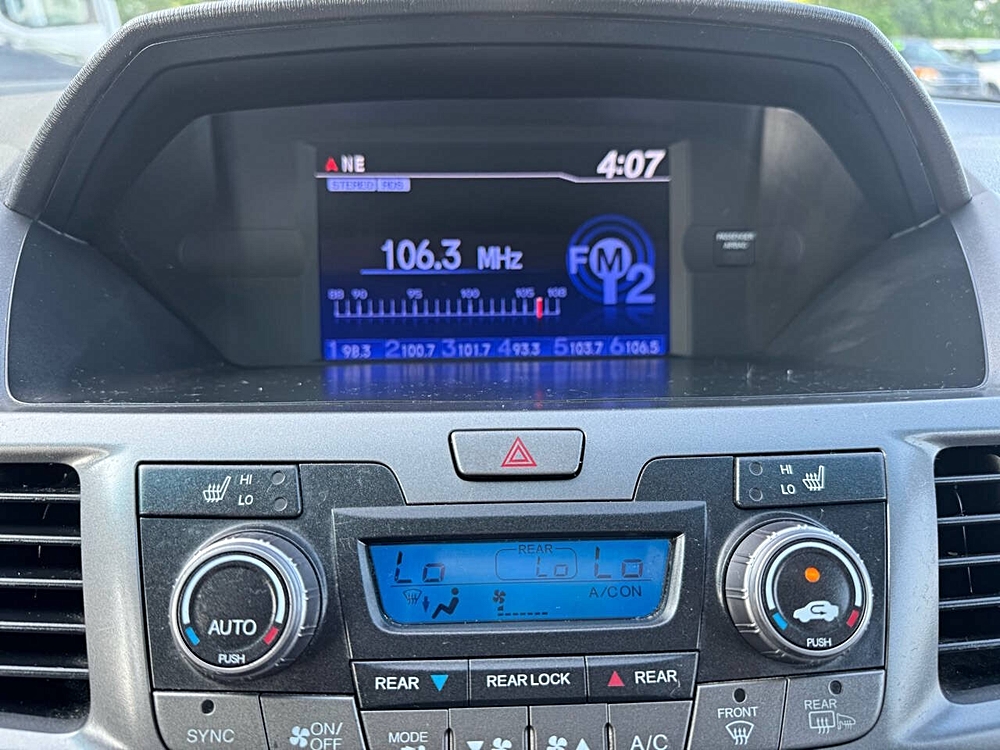 NE 4:07
STEREO RDS
106.3 MHz
FM2
88 90 95 100 105 108
1 98.3 2 100.7 3 101.7 4 93.3 5 103.7 6 106.5
PASSENGER
AIRBAG
HI
LO
HI
LO
REAR
Lo Lo Lo
A/C ON
AUTO
PUSH
PUSH
REAR REAR LOCK REAR
SYNC
ON/
OFF
MODE
A/C
FRONT
REAR